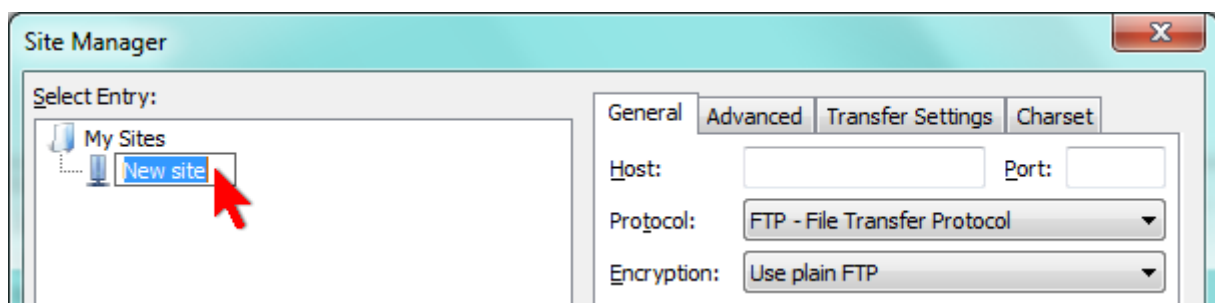 Site Manager
Select Entry:
My Sites
New site
General Advanced Transfer Settings Charset
Host: Port:
Protocol: FTP - File Transfer Protocol
Encryption: Use plain FTP